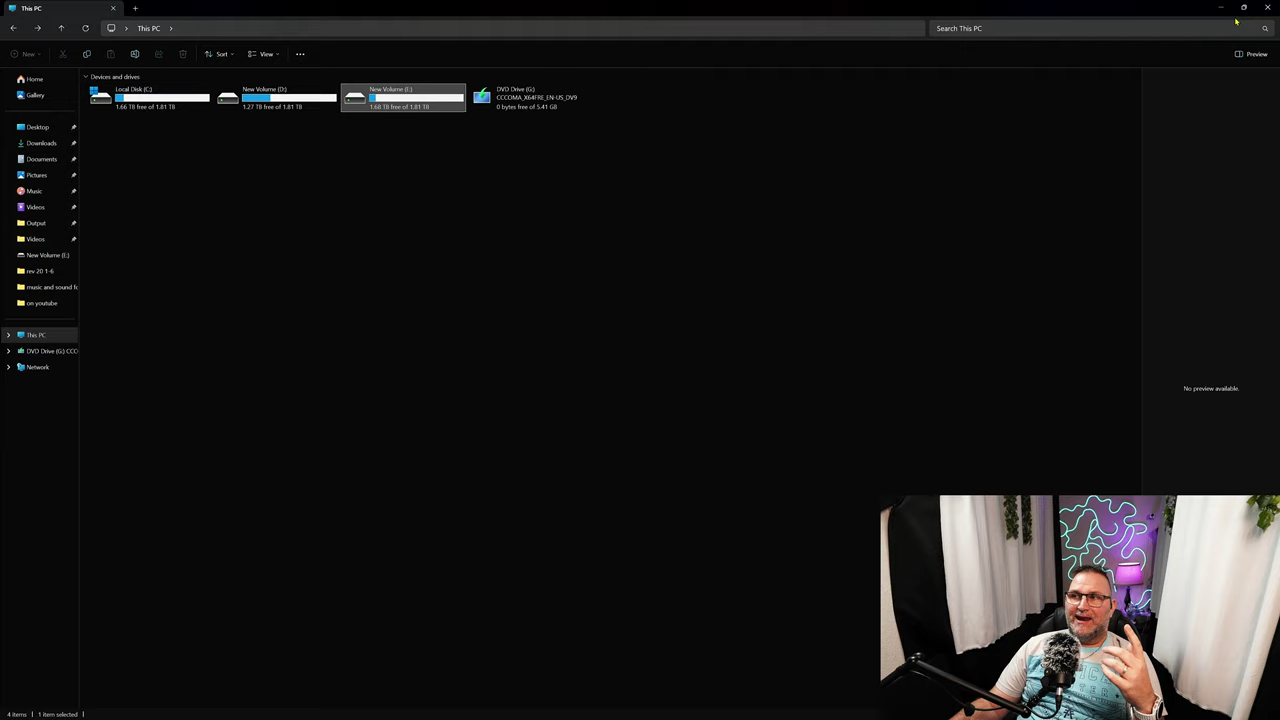 This PC
This PC
Search This PC
New
Sort
View
Preview
Home
Gallery
Desktop
Downloads
Documents
Pictures
Music
Videos
Output
Videos
New Volume (E:)
rev 20 1-6
music and sound fo
on youtube
This PC
DVD Drive (G:) CCC
Network
Devices and drives
Local Disk (C:)
1.66 TB free of 1.81 TB
New Volume (D:)
1.27 TB free of 1.81 TB
New Volume (E:)
1.68 TB free of 1.81 TB
DVD Drive (G:)
CCCOMA_X64FRE_EN-US_DV9
0 bytes free of 5.41 GB
No preview available.
4 items
1 item selected